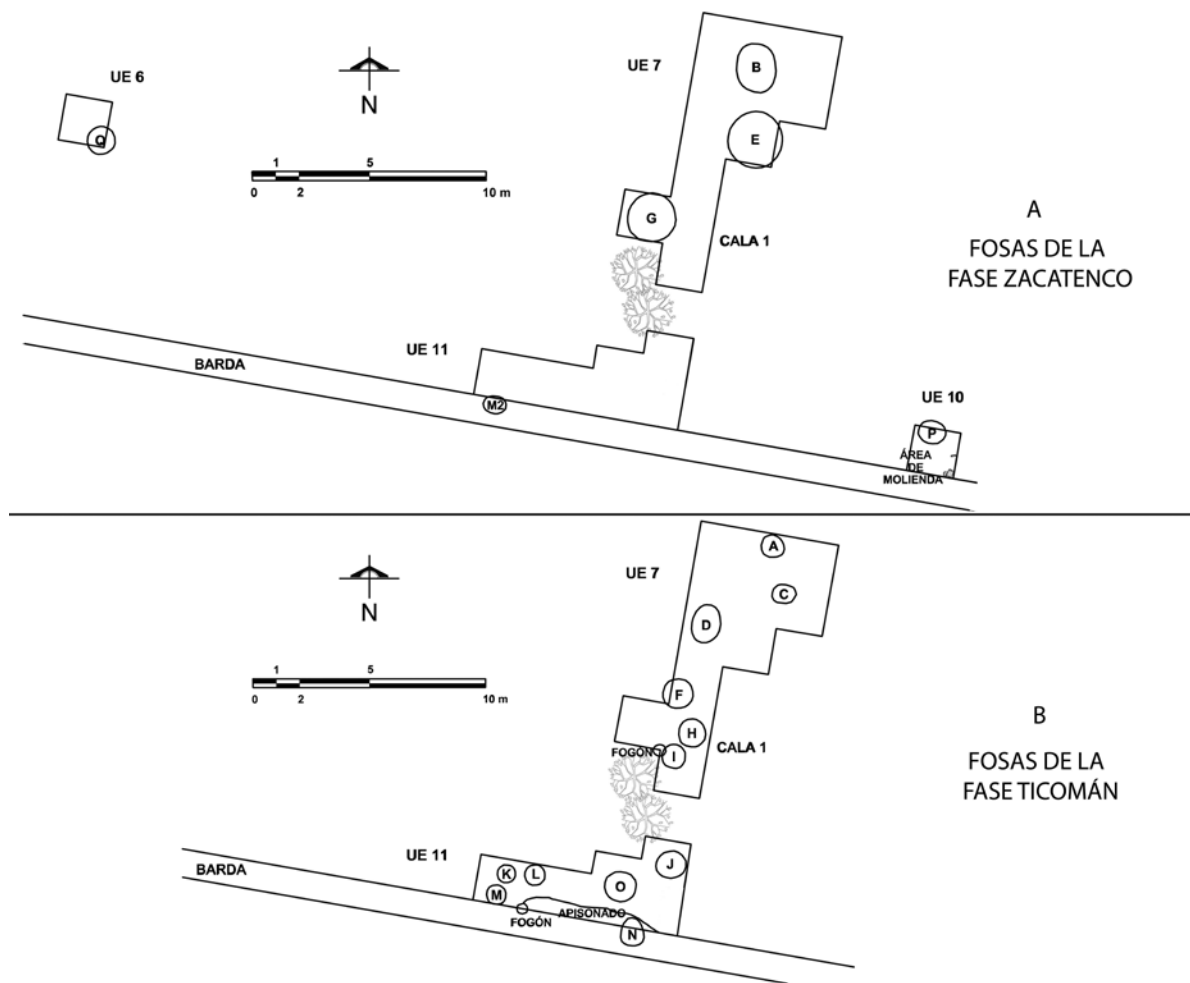 UE 6
UE 7
B
N
Q
E
1 5
0 2 10 m
G
CALA 1
A
FOSAS DE LA
FASE ZACATENCO
UE 11
BARDA
M2
UE 10
P
ÁREA
DE
MOLIENDA
UE 7
A
C
N
D
1 5
0 2 10 m
F
H
CALA 1
FOGÓN
I
B
FOSAS DE LA
FASE TICOMÁN
UE 11
BARDA
K
L
J
M
O
APISONADO
FOGÓN
N